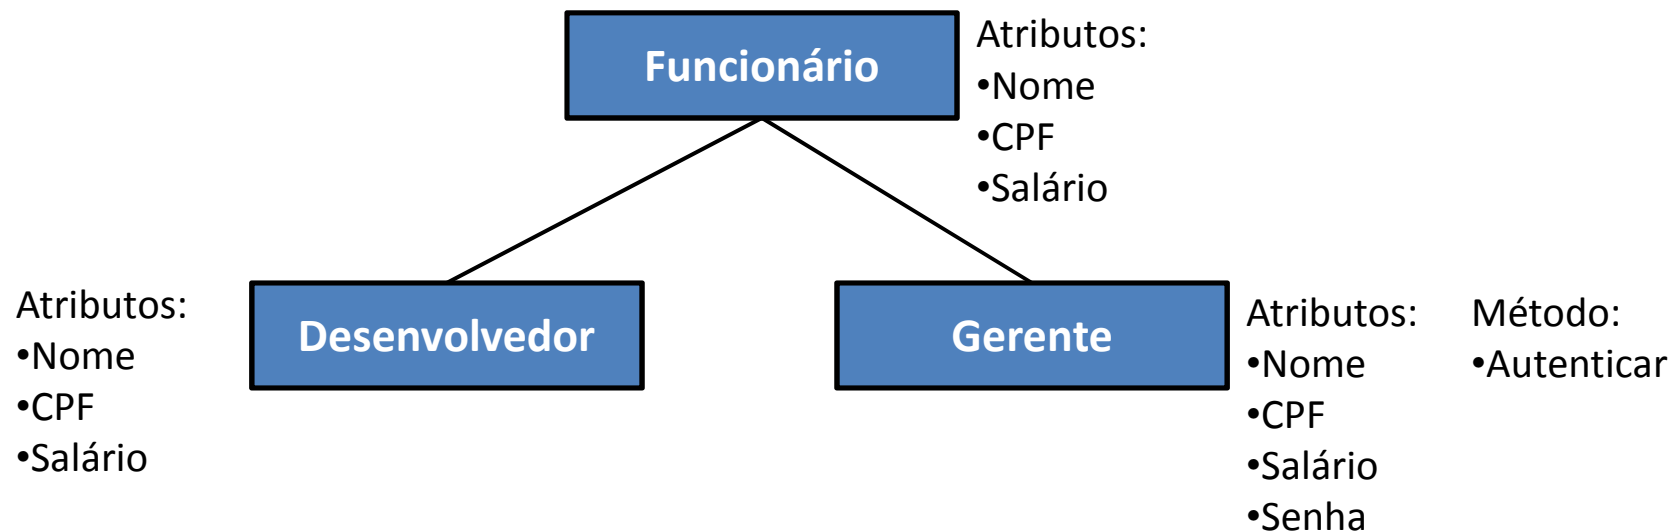 Funcionário
Atributos:
•Nome
•CPF
•Salário
Atributos:
•Nome
•CPF
•Salário
Desenvolvedor
Gerente
Atributos:
•Nome
•CPF
•Salário
•Senha
Método:
•Autenticar